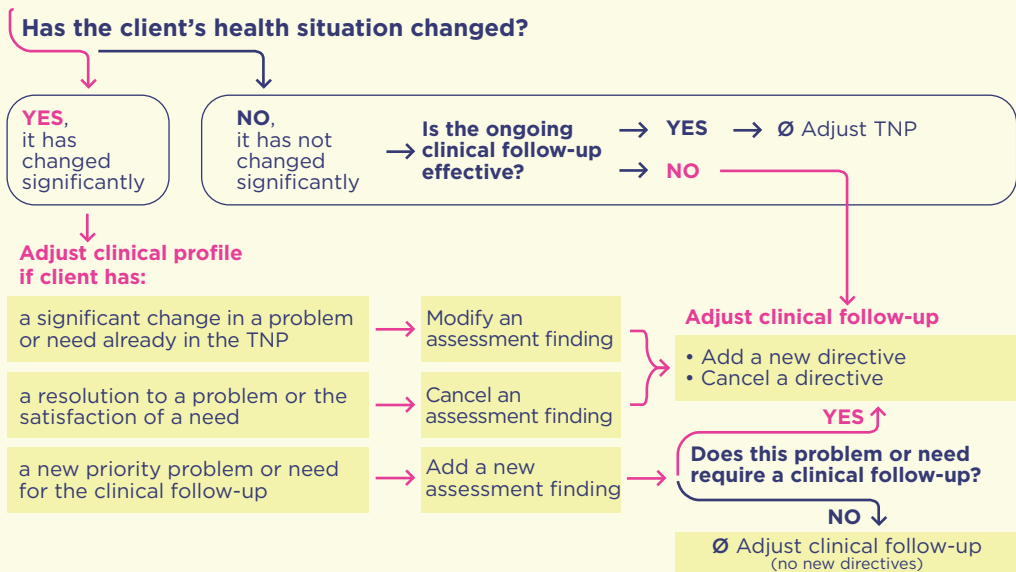 Has the client's health situation changed?
YES,
it has
changed
significantly
NO,
it has not
changed
significantly
Is the ongoing
clinical follow-up
effective?
YES
Ø Adjust TNP
NO
Adjust clinical profile
if client has:
a significant change in a problem
or need already in the TNP
Modify an
assessment finding
a resolution to a problem or the
satisfaction of a need
Cancel an
assessment finding
a new priority problem or need
for the clinical follow-up
Add a new
assessment finding
Adjust clinical follow-up
• Add a new directive
• Cancel a directive
YES
Does this problem or need
require a clinical follow-up?
NO
Ø Adjust clinical follow-up
(no new directives)